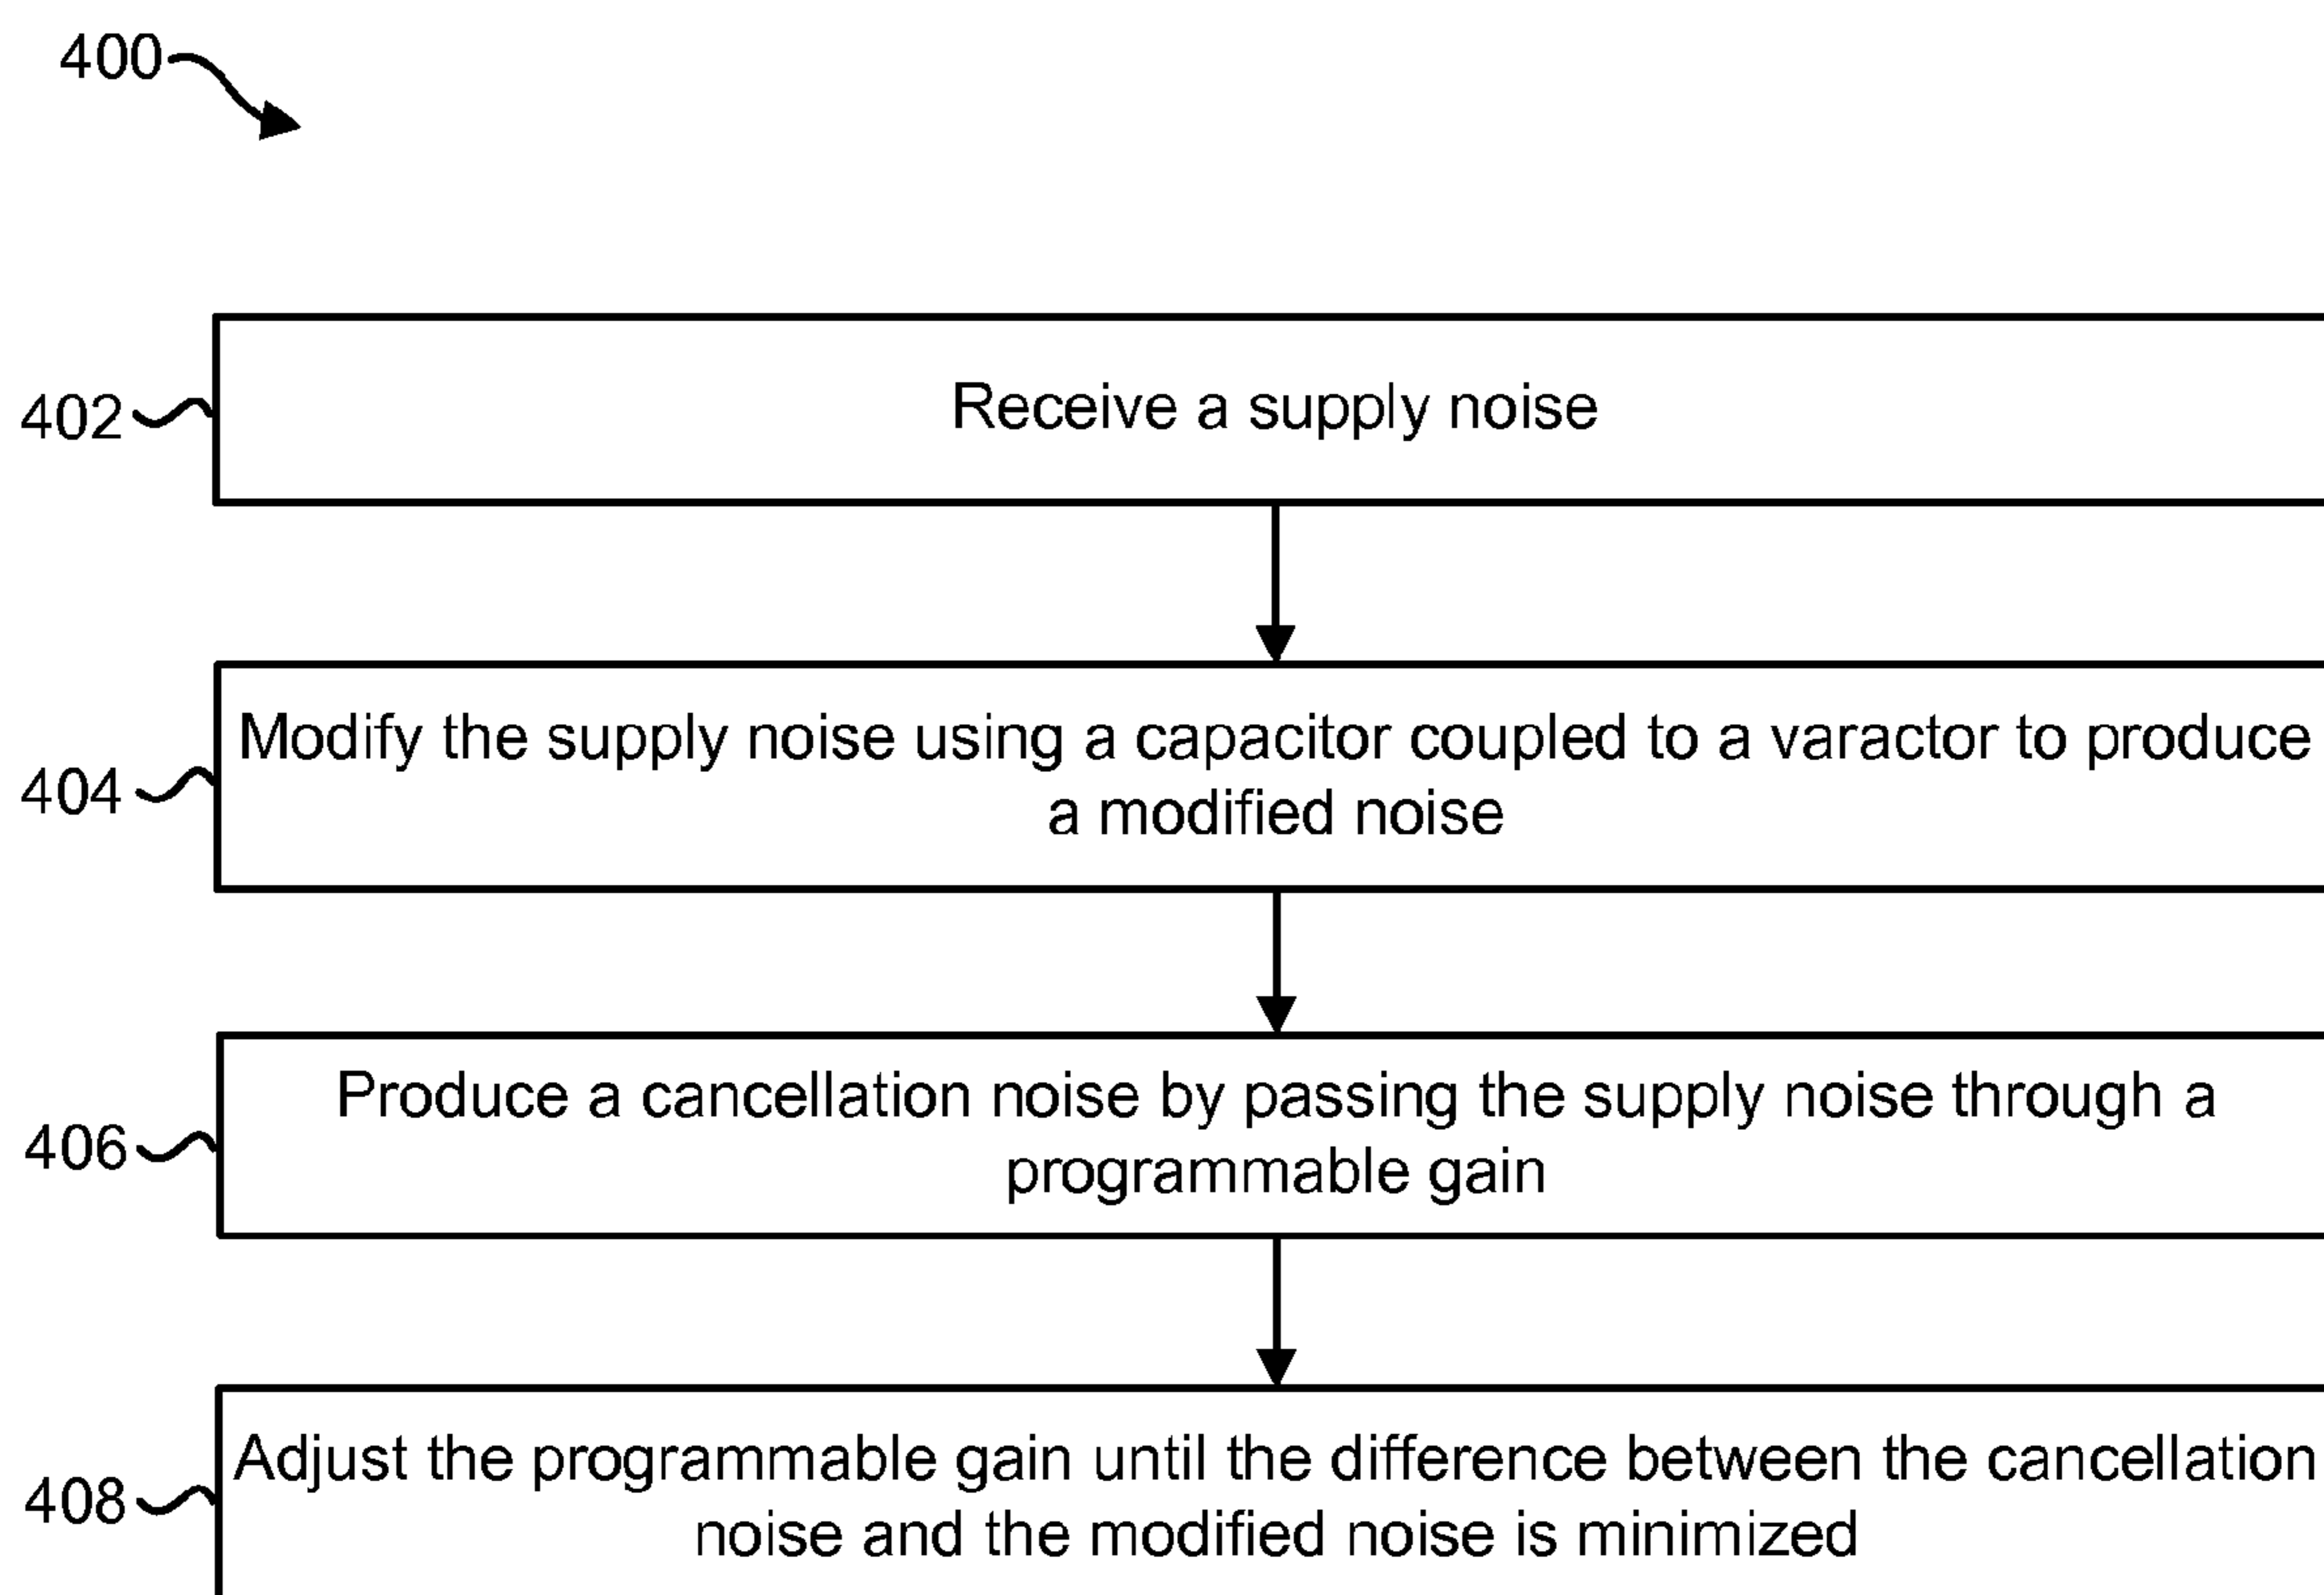 400
402
Receive a supply noise
404
Modify the supply noise using a capacitor coupled to a varactor to produce
a modified noise
406
Produce a cancellation noise by passing the supply noise through a
programmable gain
408
Adjust the programmable gain until the difference between the cancellation
noise and the modified noise is minimized